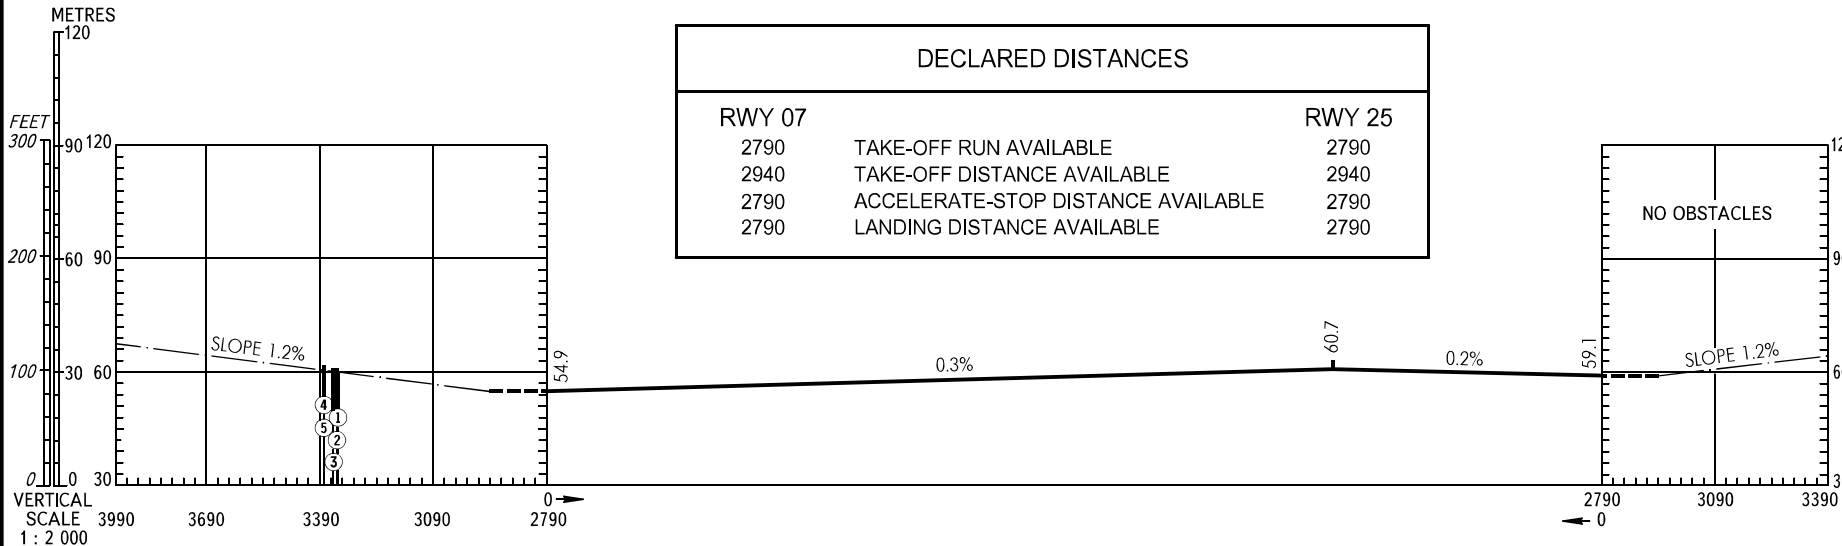 METRES
120
FEET
300
90
120
200
60
90
100
30
60
0
0
30
VERTICAL
SCALE
1 : 2 000
3990
3690
3390
3090
2790
0
SLOPE 1.2%
4
5
1
2
3
54.9
0.3%
60.7
0.2%
59.1
DECLARED DISTANCES
RWY 07 RWY 25
2790 TAKE-OFF RUN AVAILABLE 2790
2940 TAKE-OFF DISTANCE AVAILABLE 2940
2790 ACCELERATE-STOP DISTANCE AVAILABLE 2790
2790 LANDING DISTANCE AVAILABLE 2790
NO OBSTACLES
SLOPE 1.2%
2790
3090
3390
0